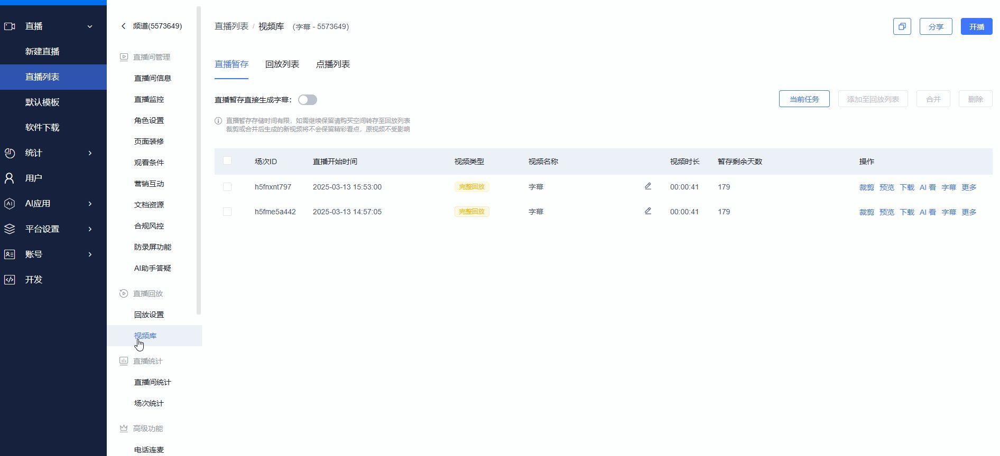 直播
新建直播
直播列表
默认模板
软件下载
统计
用户
AI应用
平台设置
账号
开发
频道(5573649)
直播间管理
直播间信息
直播监控
角色设置
页面装修
观看条件
营销互动
文档资源
合规风控
防录屏功能
AI助手答疑
直播回放
回放设置
视频库
直播统计
直播间统计
场次统计
高级功能
电话连麦
直播列表 / 视频库 (字幕 - 5573649)
分享 开播
直播暂存 回放列表 点播列表
直播暂存直接生成字幕:
当前任务 添加至回放列表 合并 删除
直播暂存存储时间有限，如需继续保留请购买空间转存至回放列表
裁剪或合并后生成的新视频将不会保留精彩看点，原视频不受影响
场次ID 直播开始时间 视频类型 视频名称 视频时长 暂存剩余天数 操作
h5fnxnt797 2025-03-13 15:53:00 完整回放 字幕 00:00:41 179 裁剪 预览 下载 AI 看 字幕 更多
h5fme5a442 2025-03-13 14:57:05 完整回放 字幕 00:00:41 179 裁剪 预览 下载 AI 看 字幕 更多